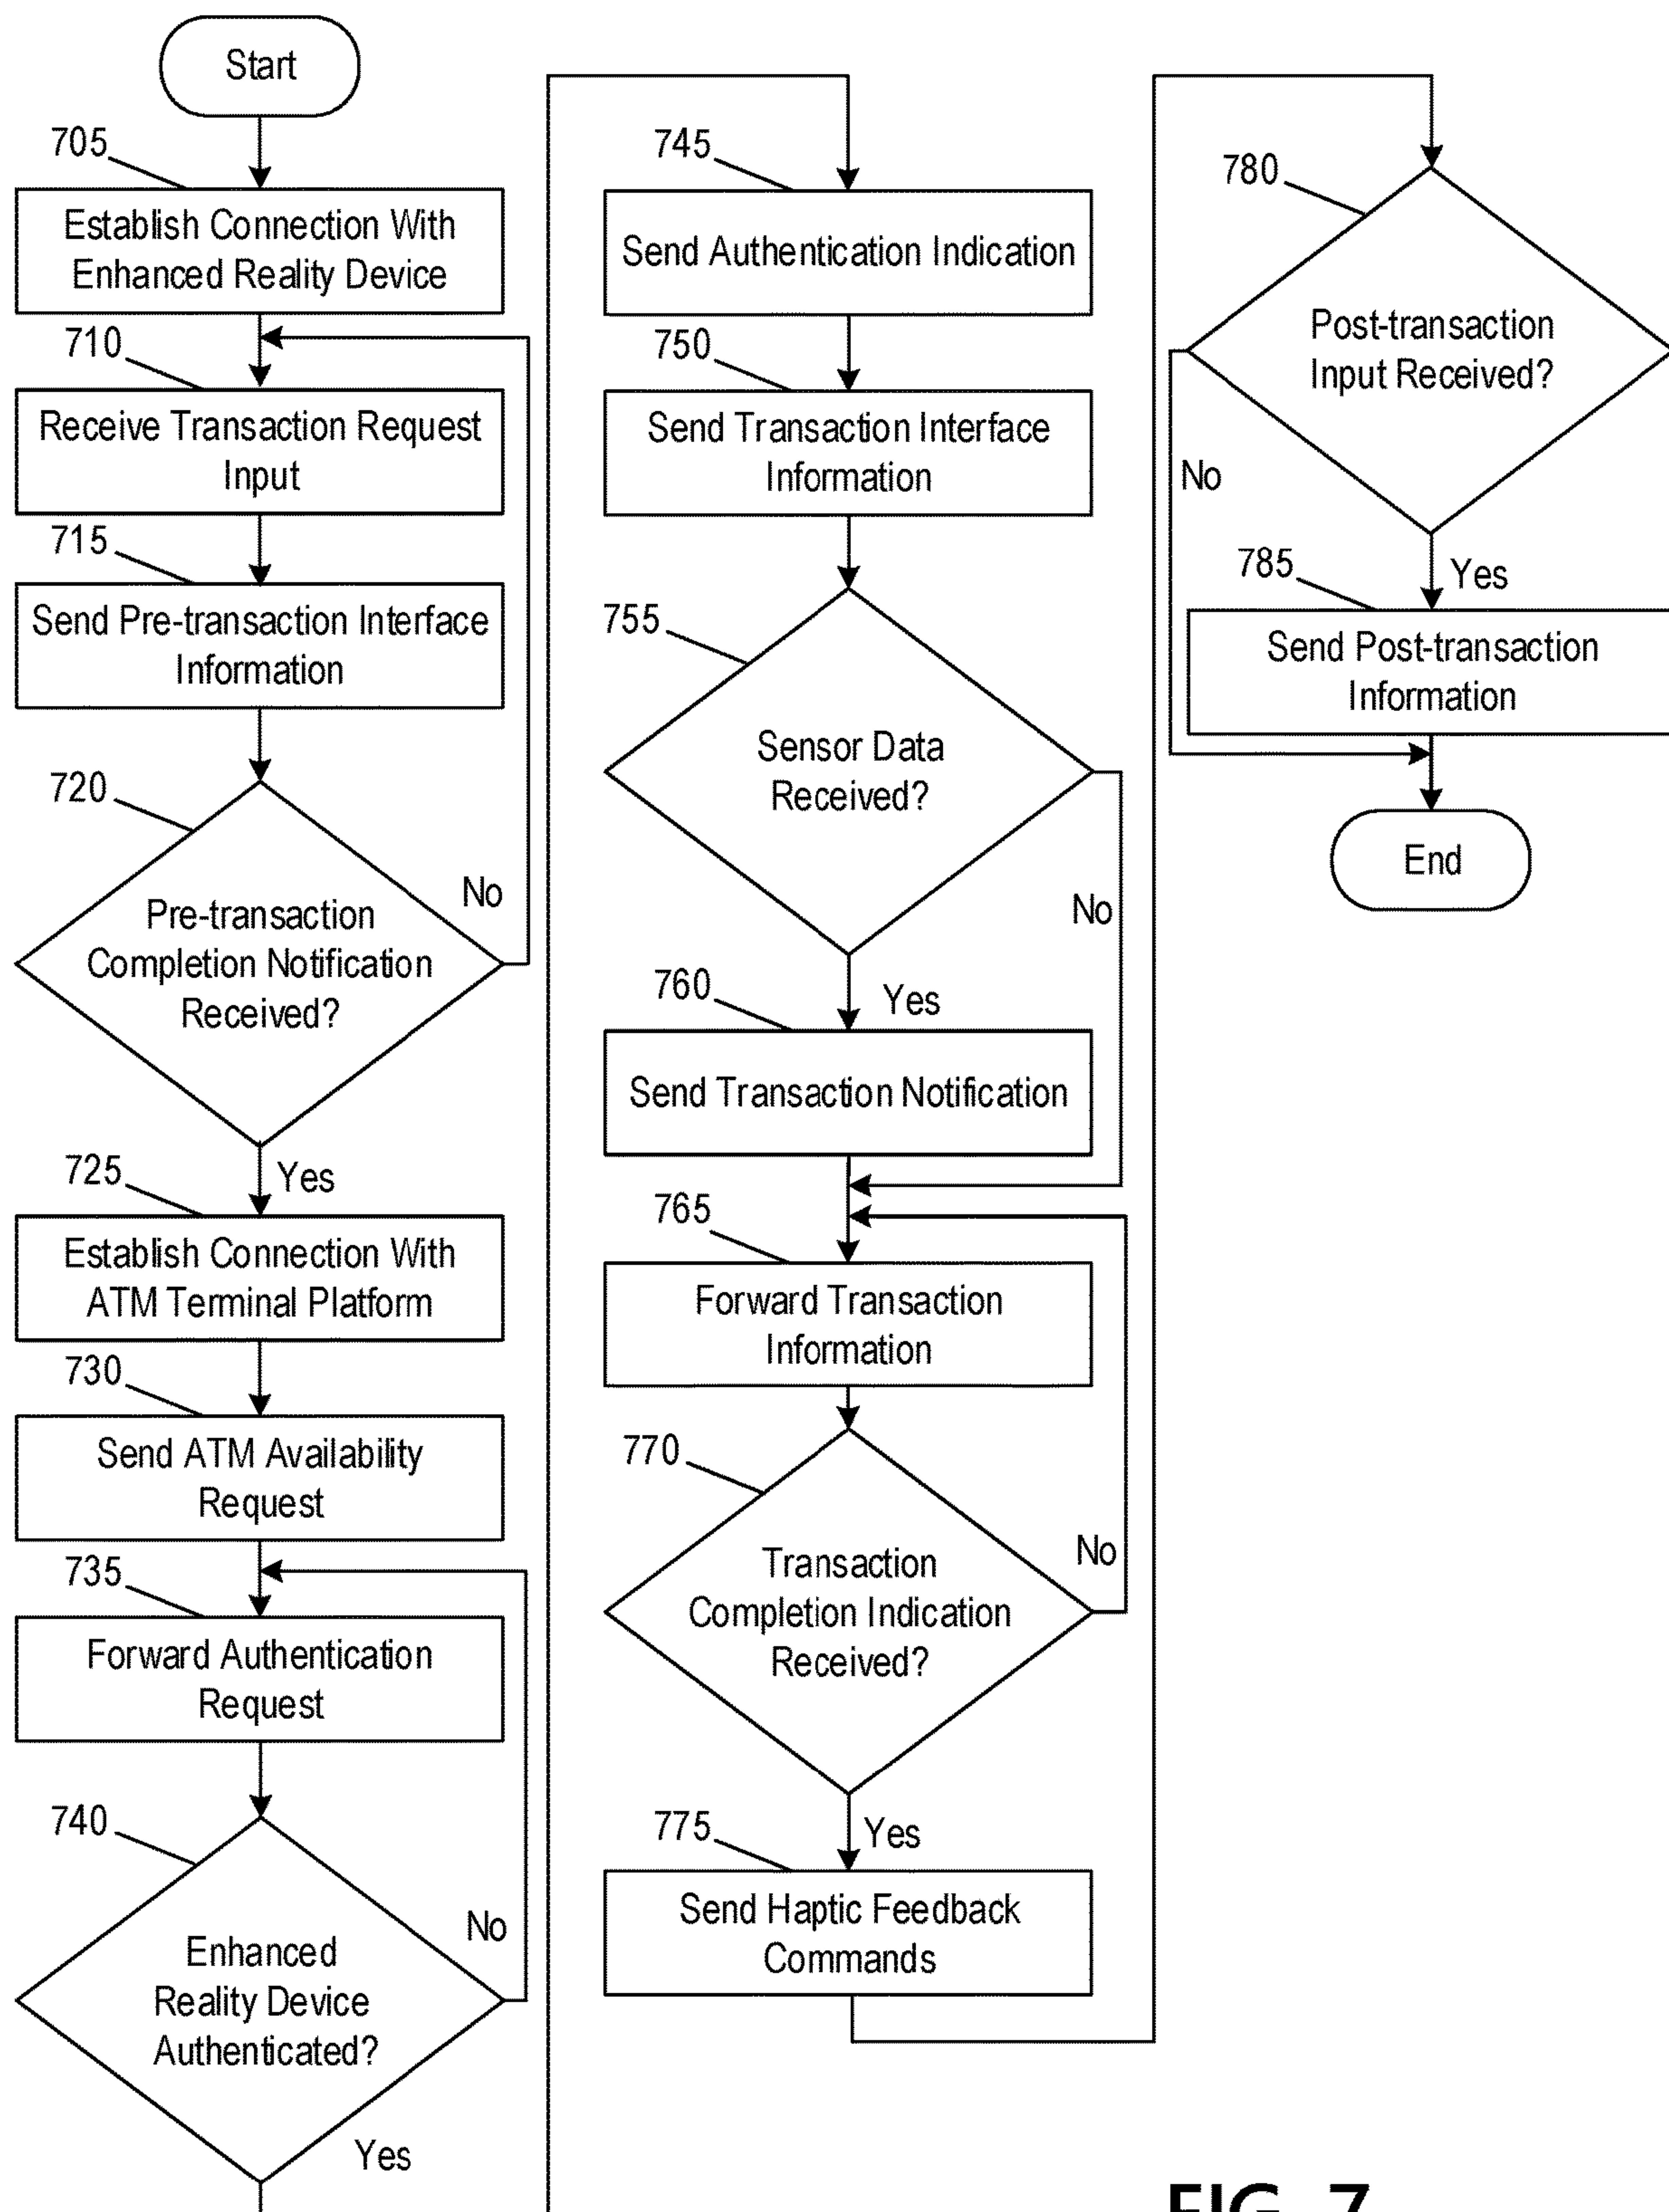 Start
705
Establish Connection With
Enhanced Reality Device
710
Receive Transaction Request
Input
715
Send Pre-transaction Interface
Information
720
Pre-transaction
Completion Notification
Received?
No
Yes
725
Establish Connection With
ATM Terminal Platform
730
Send ATM Availability
Request
735
Forward Authentication
Request
740
Enhanced
Reality Device
Authenticated?
No
Yes
745
Send Authentication Indication
750
Send Transaction Interface
Information
755
Sensor Data
Received?
No
Yes
760
Send Transaction Notification
765
Forward Transaction
Information
770
Transaction
Completion Indication
Received?
No
Yes
775
Send Haptic Feedback
Commands
780
Post-transaction
Input Received?
No
Yes
785
Send Post-transaction
Information
End
FIG. 7